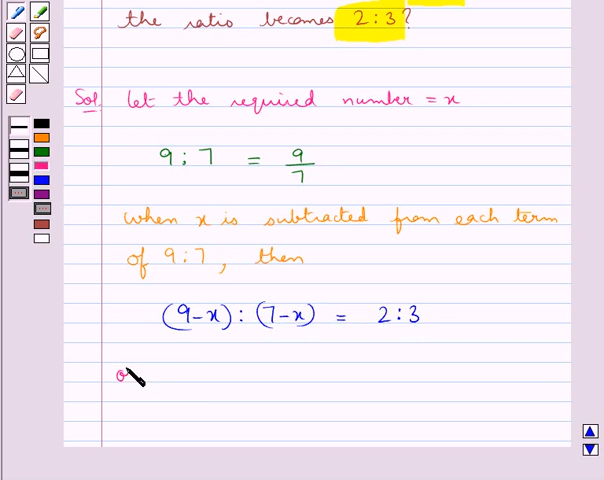 the ratio becomes 2:3?
Sol. Let the required number = x
9:7 = 9/7
when x is subtracted from each term
of 9:7, then
(9-x) : (7-x) = 2:3